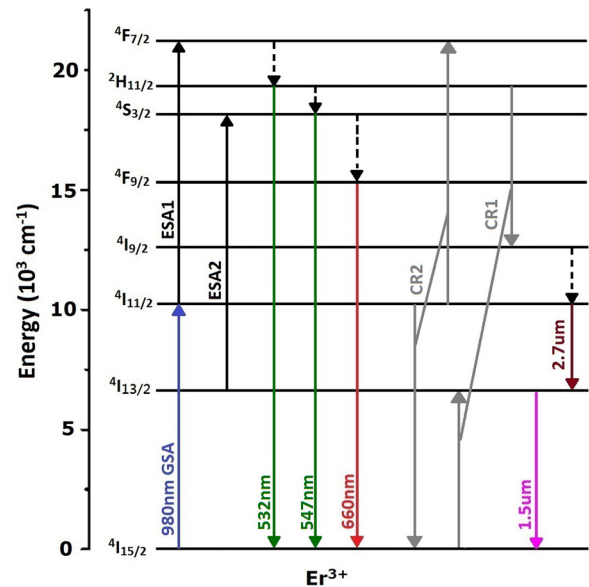 ⁴F₇/₂
20
²H₁₁/₂
⁴S₃/₂
⁴F₉/₂
15
ESA1
CR1
⁴I₉/₂
ESA2
CR2
Energy (10³ cm⁻¹)
10
⁴I₁₁/₂
2.7um
⁴I₁₃/₂
5
980nm GSA
532nm
547nm
660nm
1.5um
0
⁴I₁₅/₂
Er³⁺